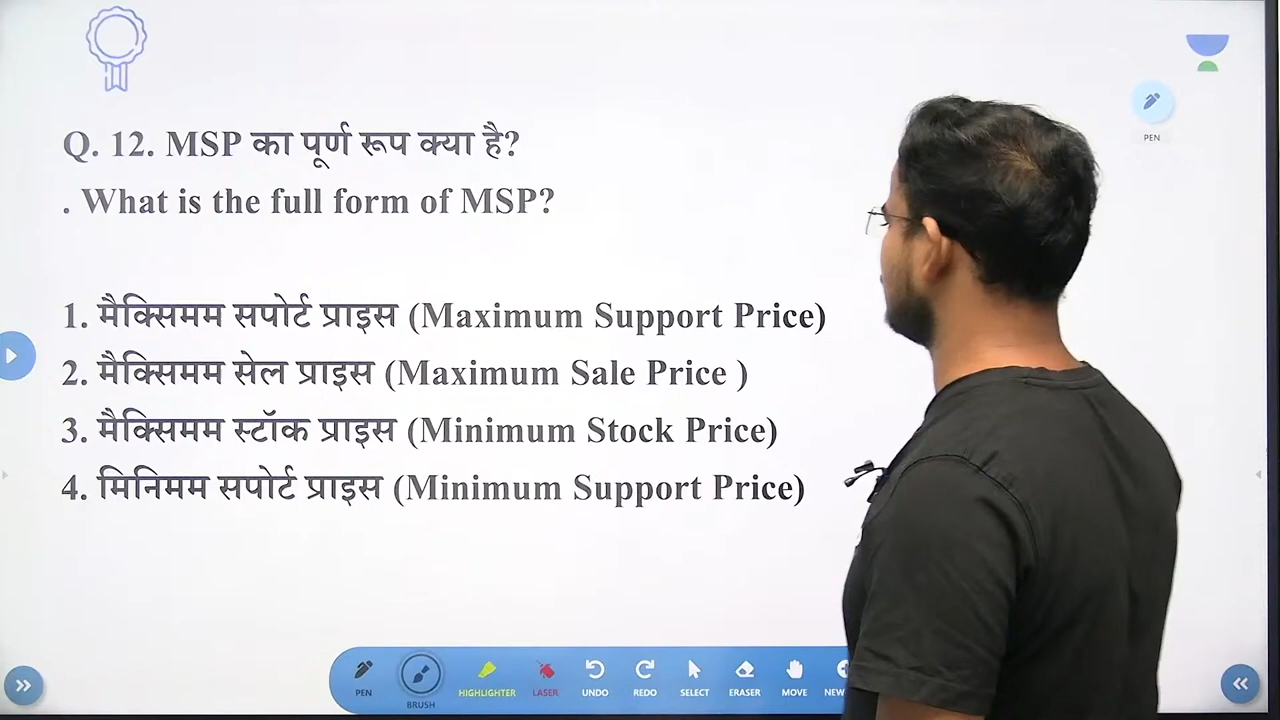 Q. 12. MSP का पूर्ण रूप क्या है?
. What is the full form of MSP?
1. मैक्सिमम सपोर्ट प्राइस (Maximum Support Price)
2. मैक्सिमम सेल प्राइस (Maximum Sale Price )
3. मैक्सिमम स्टॉक प्राइस (Minimum Stock Price)
4. मिनिमम सपोर्ट प्राइस (Minimum Support Price)
PEN
PEN BRUSH HIGHLIGHTER LASER UNDO REDO SELECT ERASER MOVE NEW